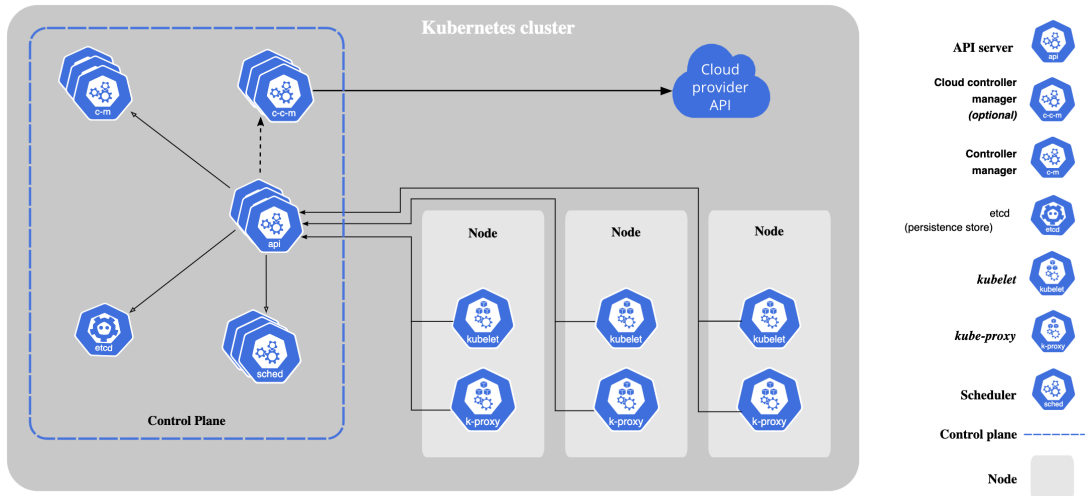 Kubernetes cluster
c-m
c-c-m
Cloud
provider
API
api
etcd
sched
Control Plane
Node
kubelet
k-proxy
Node
kubelet
k-proxy
Node
kubelet
k-proxy
API server
api
Cloud controller
manager
(optional)
c-c-m
Controller
manager
c-m
etcd
(persistence store)
etcd
kubelet
kubelet
kube-proxy
k-proxy
Scheduler
sched
Control plane
Node